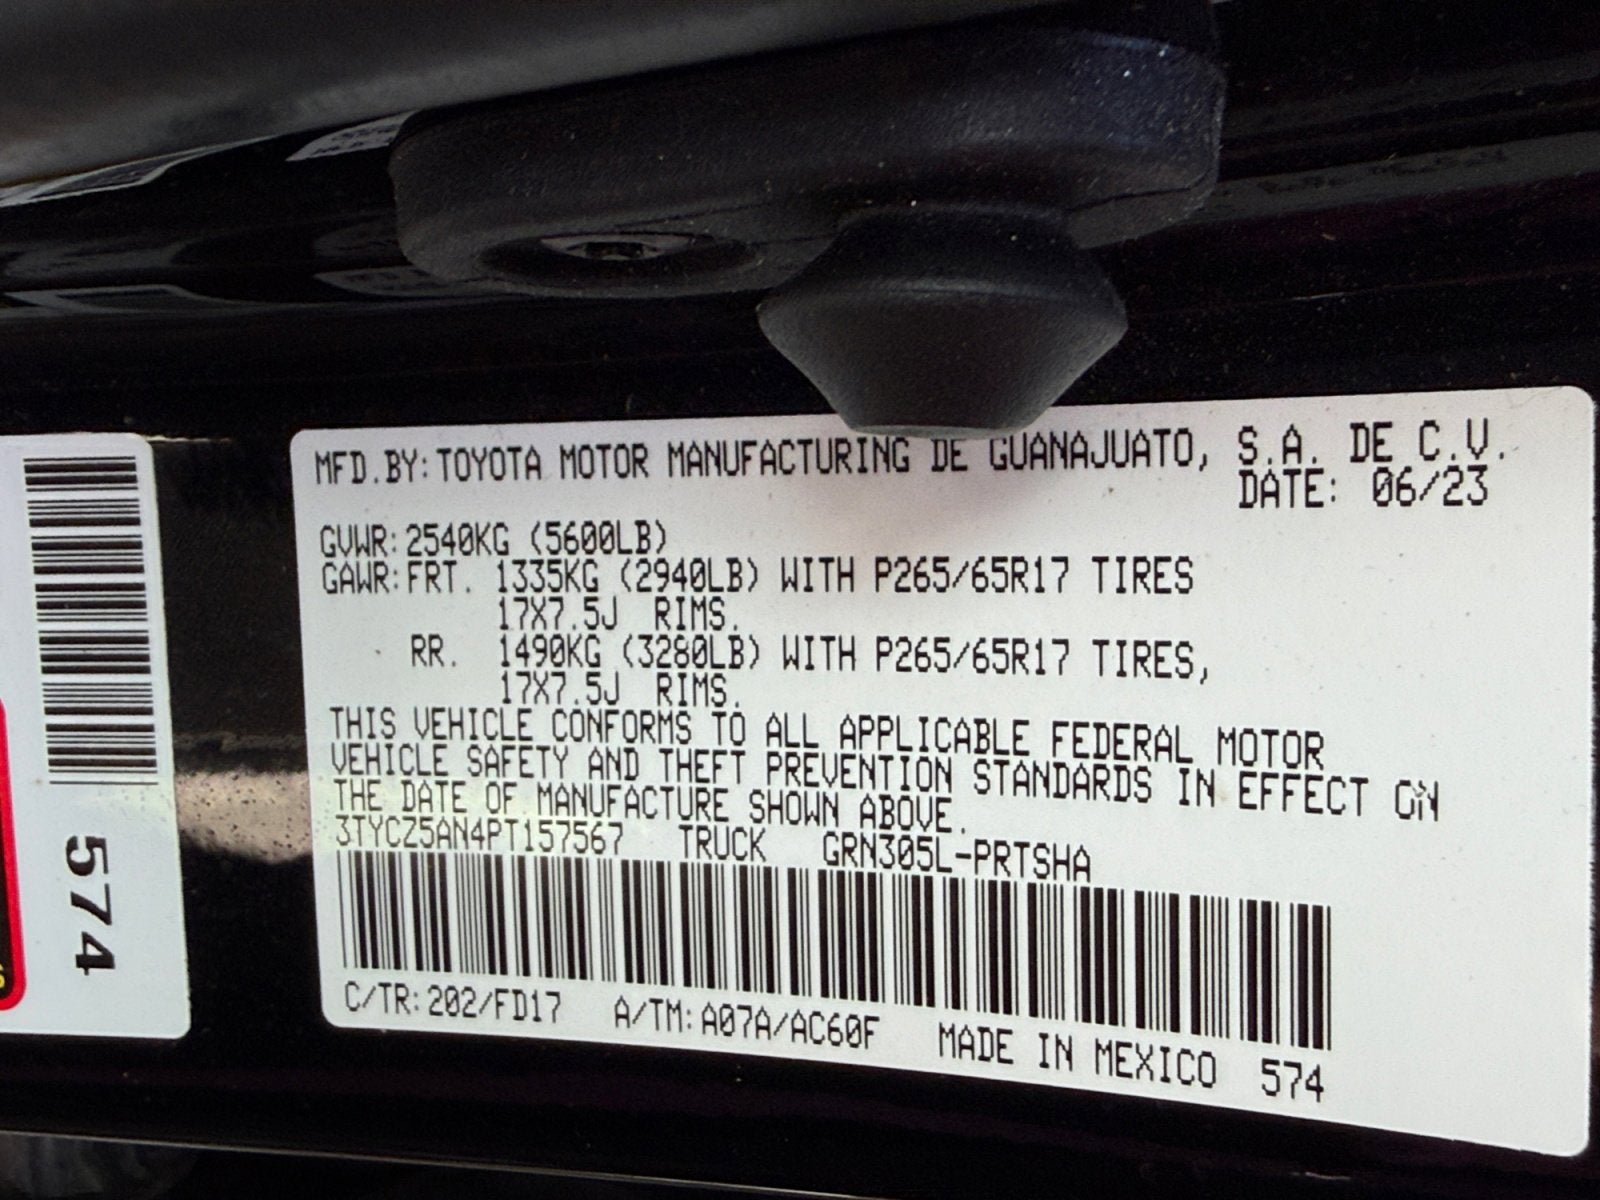 MFD.BY: TOYOTA MOTOR MANUFACTURING DE GUANAJUATO, S.A. DE C.V.
DATE: 06/23
GVWR: 2540KG (5600LB)
GAWR: FRT. 1335KG (2940LB) WITH P265/65R17 TIRES
17X7.5J RIMS.
RR. 1490KG (3280LB) WITH P265/65R17 TIRES,
17X7.5J RIMS.
THIS VEHICLE CONFORMS TO ALL APPLICABLE FEDERAL MOTOR
VEHICLE SAFETY AND THEFT PREVENTION STANDARDS IN EFFECT ON
THE DATE OF MANUFACTURE SHOWN ABOVE.
3TYCZ5AN4PT157567 TRUCK GRN305L-PRTSHA
C/TR: 202/FD17 A/TM: A07A/AC60F MADE IN MEXICO 574
574